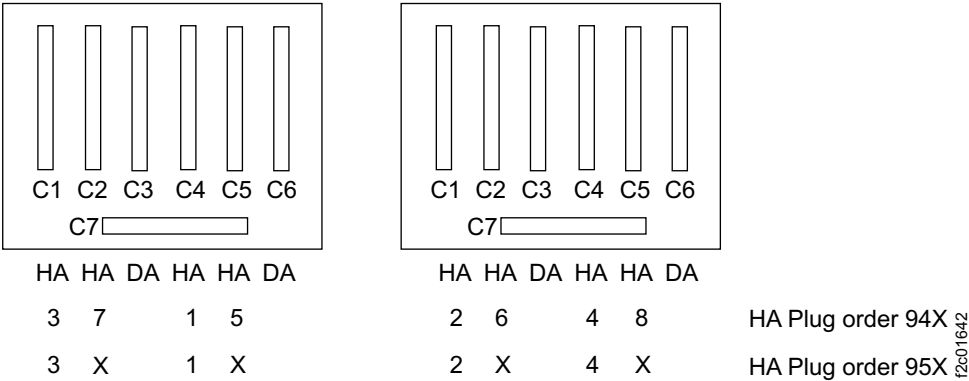 C1 C2 C3 C4 C5 C6 C1 C2 C3 C4 C5 C6
C7 C7
HA HA DA HA HA DA HA HA DA HA HA DA
3 7 1 5 2 6 4 8 HA Plug order 94X
3 X 1 X 2 X 4 X HA Plug order 95X
f2c01642